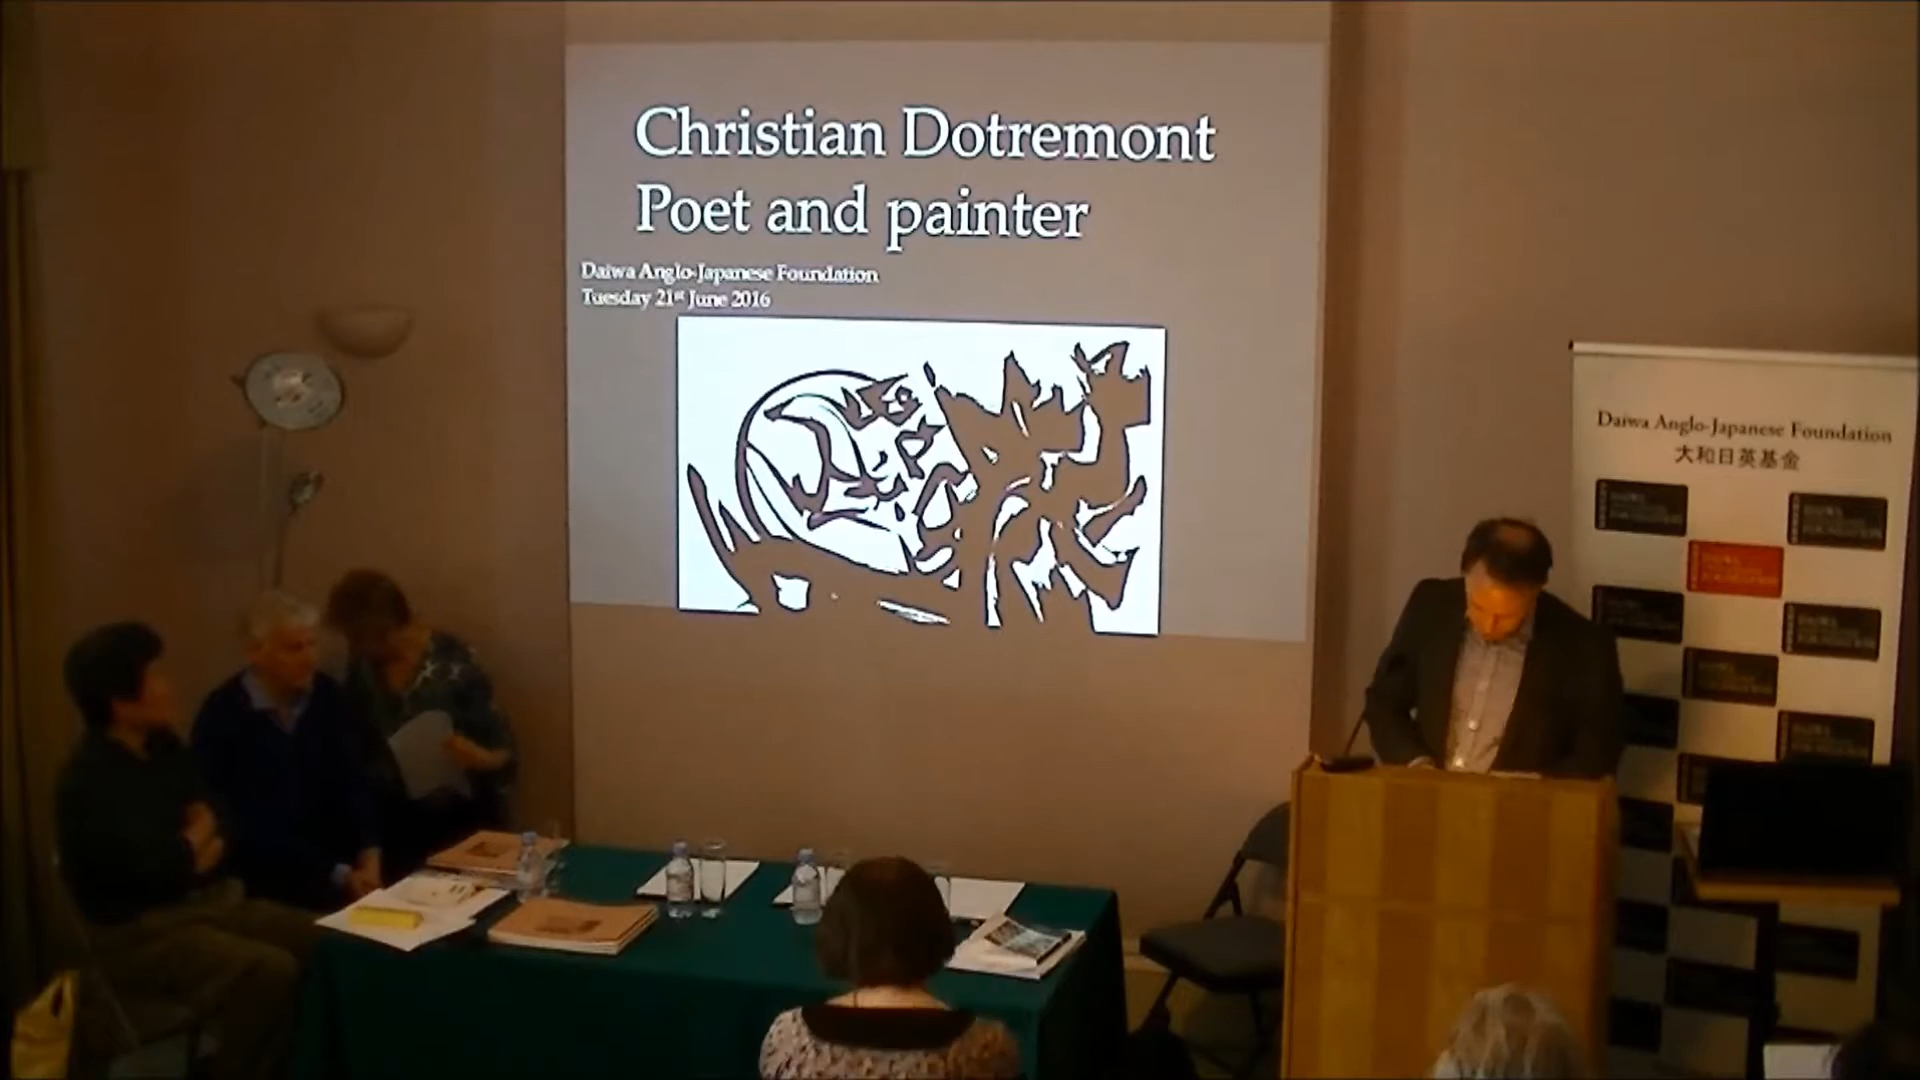 Christian Dotremont
Poet and painter
Daiwa Anglo-Japanese Foundation
Tuesday 21st June 2016
Daiwa Anglo-Japanese Foundation
大和日英基金